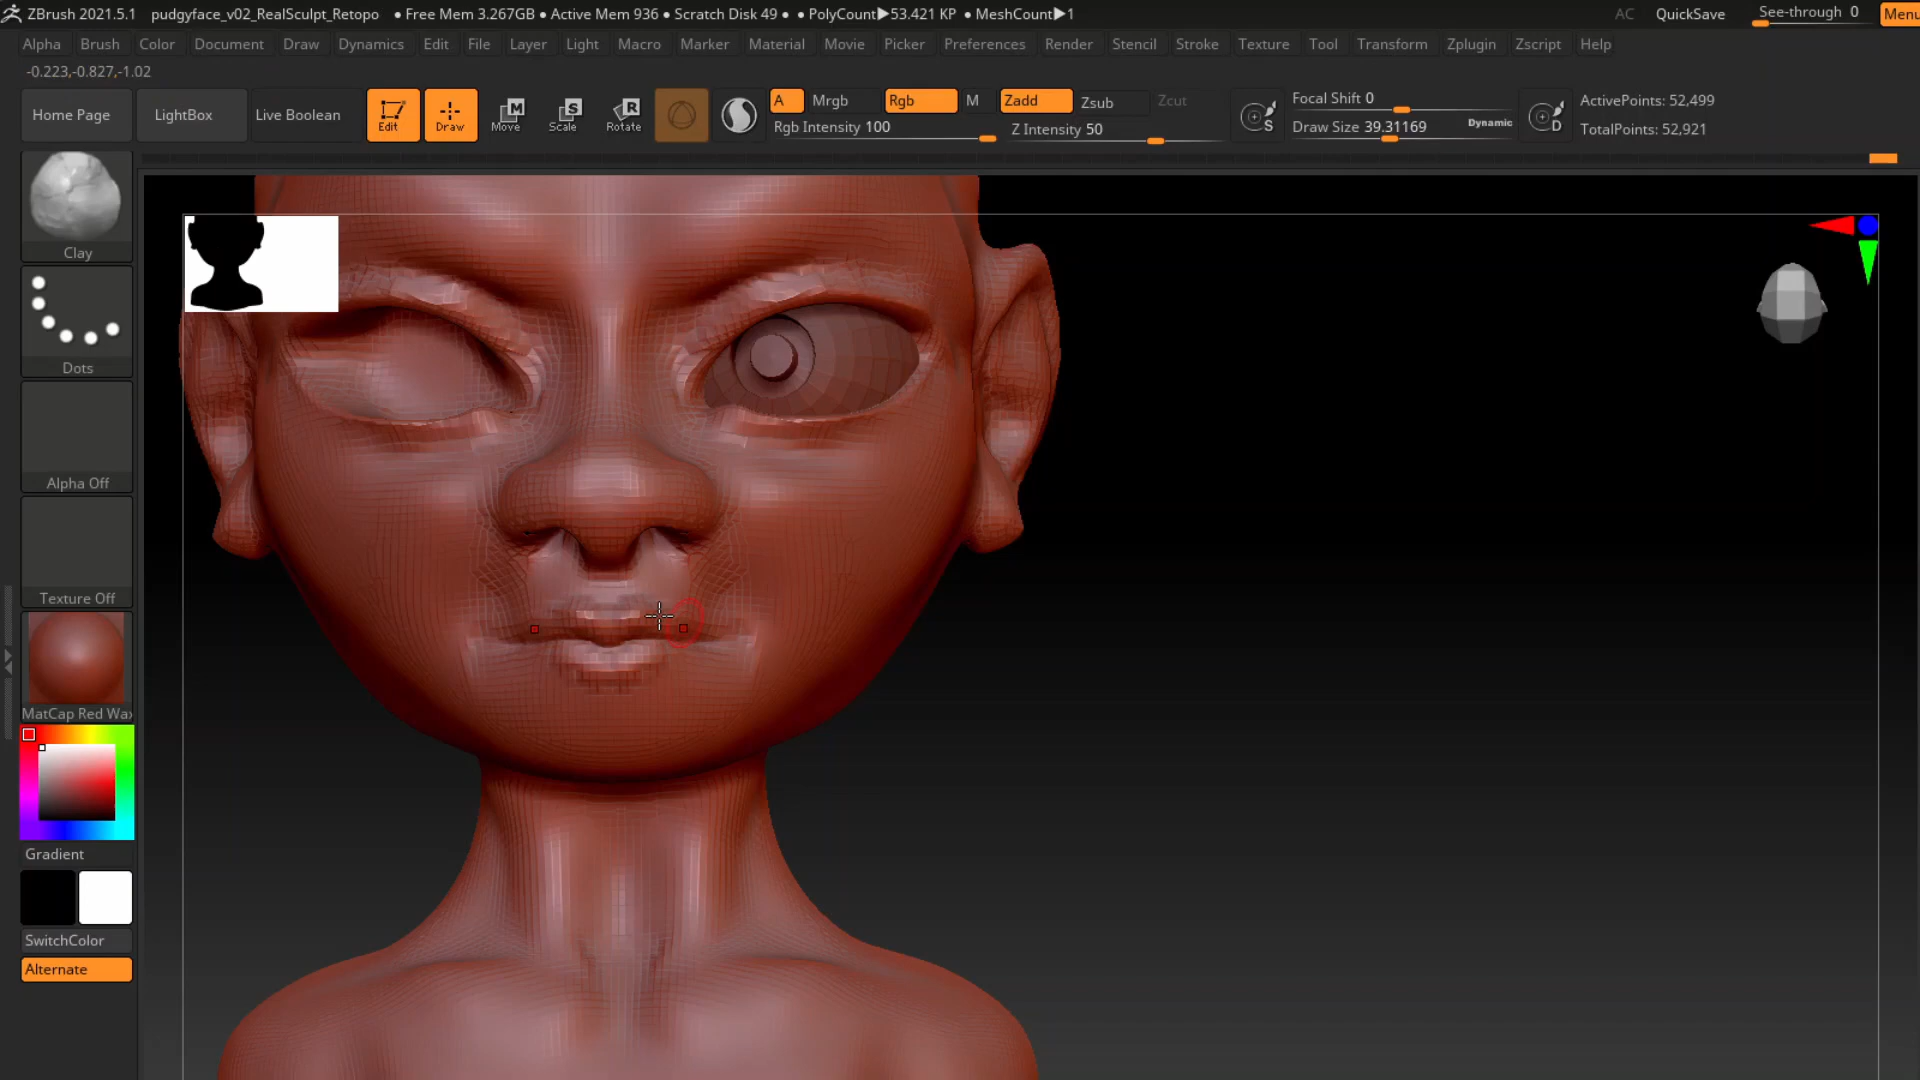 ZBrush 2021.5.1 pudgyface_v02_RealSculpt_Retopo • Free Mem 3.267GB • Active Mem 936 • Scratch Disk 49 • • PolyCount▶53.421 KP • MeshCount▶1 AC QuickSave See-through 0 Menu
Alpha Brush Color Document Draw Dynamics Edit File Layer Light Macro Marker Material Movie Picker Preferences Render Stencil Stroke Texture Tool Transform Zplugin Zscript Help
-0.223,-0.827,-1.02
Home Page LightBox Live Boolean Edit Draw Move Scale Rotate
M S R
A Mrgb Rgb M Zadd Zsub Zcut
Rgb Intensity 100 Z Intensity 50
S Focal Shift 0
Draw Size 39.31169 Dynamic D
ActivePoints: 52,499
TotalPoints: 52,921
Clay
Dots
Alpha Off
Texture Off
MatCap Red Wax
Gradient
SwitchColor
Alternate